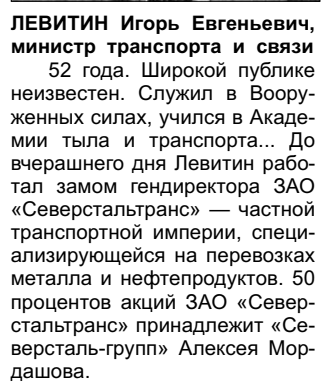 ЛЕВИТИН Игорь Евгеньевич,
министр транспорта и связи
52 года. Широкой публике
неизвестен. Служил в Воору-
женных силах, учился в Акаде-
мии тыла и транспорта... До
вчерашнего дня Левитин рабо-
тал замом гендиректора ЗАО
«Северстальтранс» — частной
транспортной империи, специ-
ализирующейся на перевозках
металла и нефтепродуктов. 50
процентов акций ЗАО «Север-
стальтранс» принадлежит «Се-
версталь-групп» Алексея Мор-
дашова.